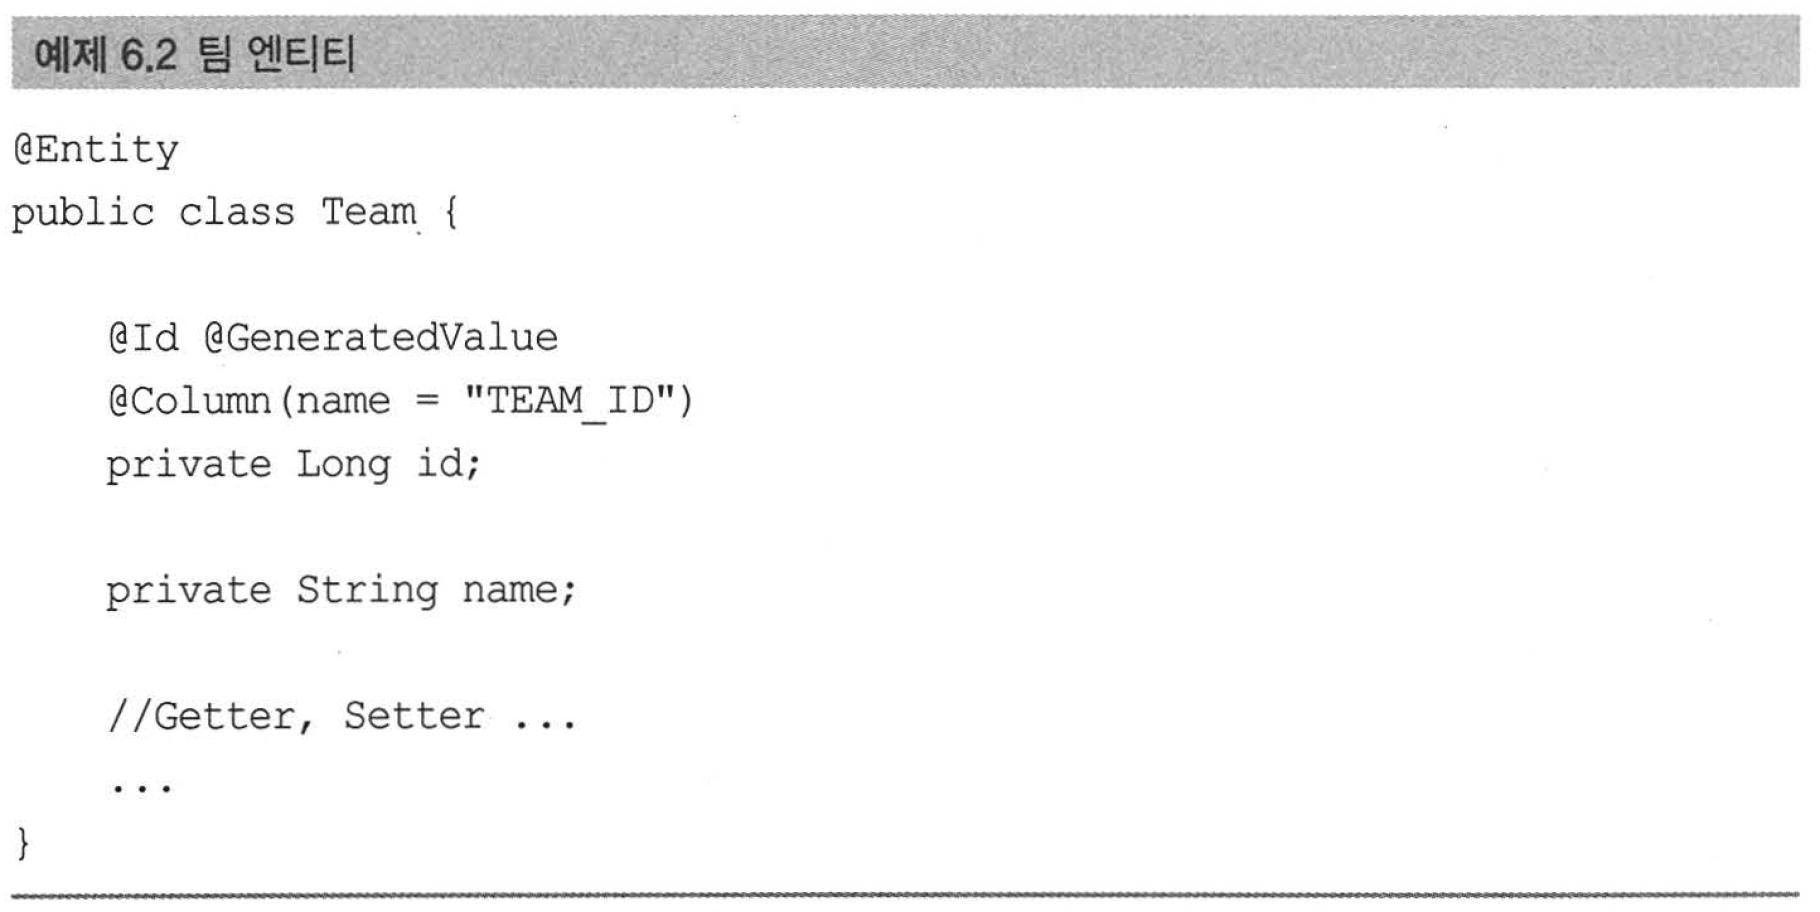 예제 6.2 팀 엔티티
@Entity
public class Team {
@Id @GeneratedValue
@Column(name = "TEAM_ID")
private Long id;
private String name;
//Getter, Setter ...
...
}